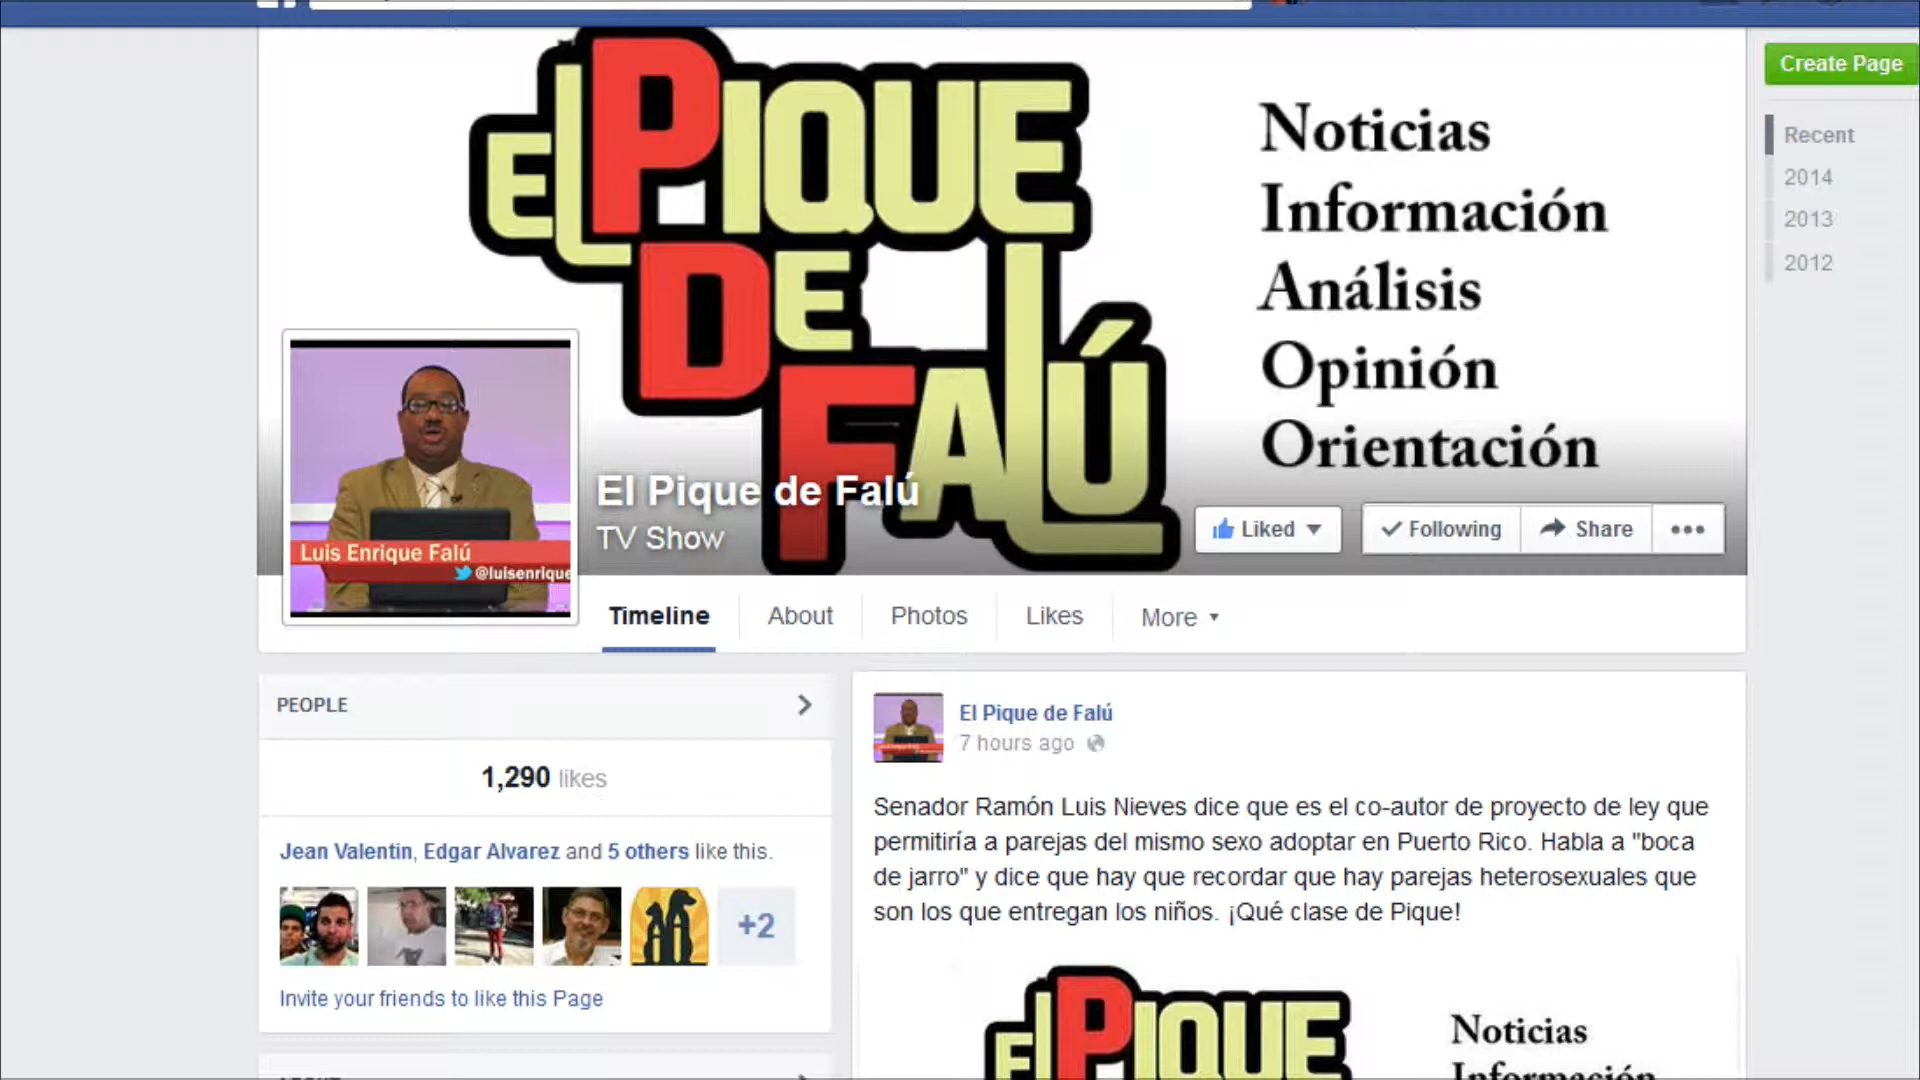 EL PIQUE
DE
FALÚ
Noticias
Información
Análisis
Opinión
Orientación
Create Page
Recent
2014
2013
2012
Luis Enrique Falú
@luisenrique
El Pique de Falú
TV Show
Liked
Following
Share
Timeline
About
Photos
Likes
More
PEOPLE
1,290 likes
Jean Valentin, Edgar Alvarez and 5 others like this.
+2
Invite your friends to like this Page
El Pique de Falú
7 hours ago
Senador Ramón Luis Nieves dice que es el co-autor de proyecto de ley que
permitiría a parejas del mismo sexo adoptar en Puerto Rico. Habla a "boca
de jarro" y dice que hay que recordar que hay parejas heterosexuales que
son los que entregan los niños. ¡Qué clase de Pique!
EL PIQUE
Noticias
Información